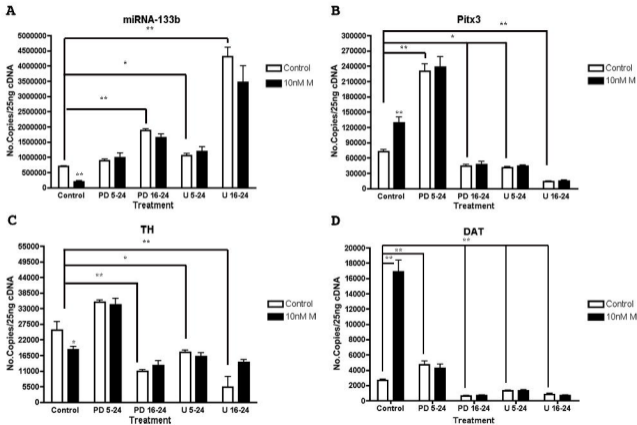 A
miRNA-133b
No.Copies/25ng cDNA
5000000
4500000
4000000
3500000
3000000
2500000
2000000
1500000
1000000
500000
0
**
*
**
**
Control
10nM M
Control PD 5-24 PD 16-24 U 5-24 U 16-24
Treatment
B
Pitx3
No.Copies/25ng cDNA
300000
270000
240000
210000
180000
150000
120000
90000
60000
30000
0
**
*
**
**
Control
10nM M
Control PD 5-24 PD 16-24 U 5-24 U 16-24
Treatment
C
TH
No.Copies/25ng cDNA
55000
49500
44000
38500
33000
27500
22000
16500
11000
5500
0
**
*
**
*
Control
10nM M
Control PD 5-24 PD 16-24 U 5-24 U 16-24
Treatment
D
DAT
No.Copies/25ng cDNA
20000
18000
16000
14000
12000
10000
8000
6000
4000
2000
0
**
**
**
Control
10nM M
Control PD 5-24 PD 16-24 U 5-24 U 16-24
Treatment